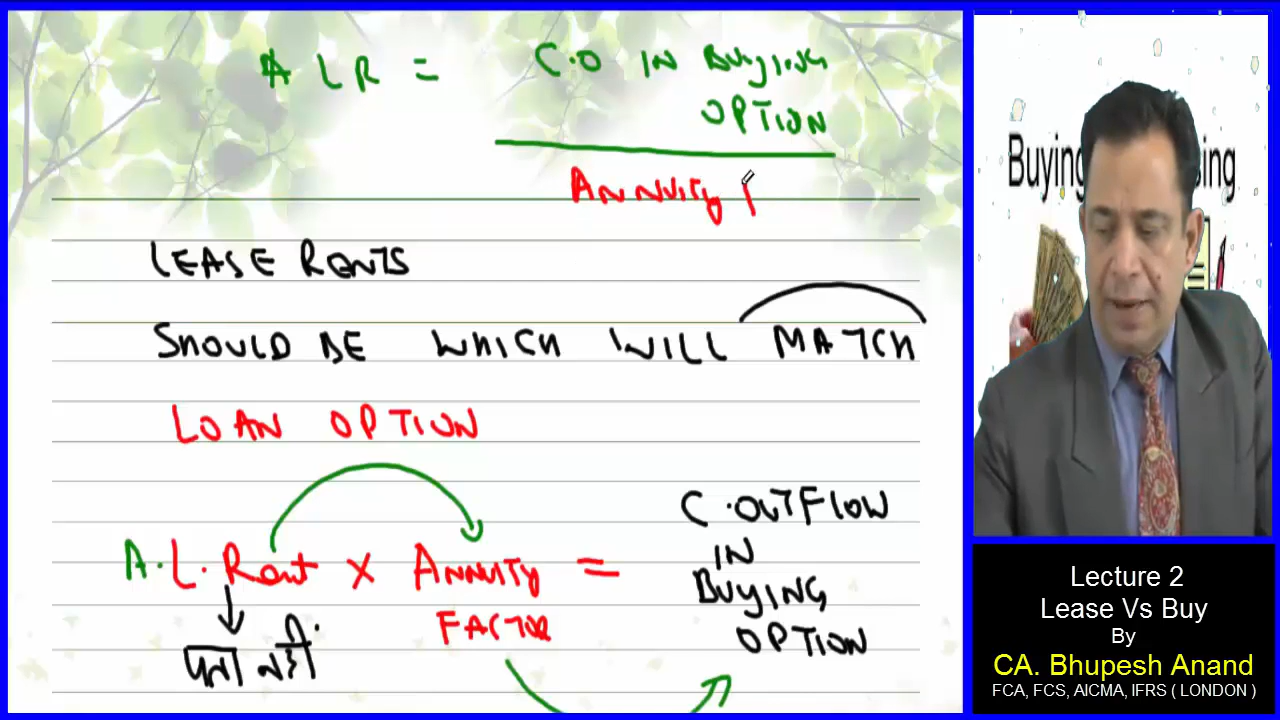 A L R = C.O IN BUYING
OPTION
ANNUITY
LEASE RENTS
SHOULD BE WHICH WILL MATCH
LOAN OPTION
A. L. Rent X ANNUITY =
FACTOR
C.OUTFLOW
IN
BUYING
OPTION
पता नहीं
Buying
sing
Lecture 2
Lease Vs Buy
By
CA. Bhupesh Anand
FCA, FCS, AICMA, IFRS ( LONDON )